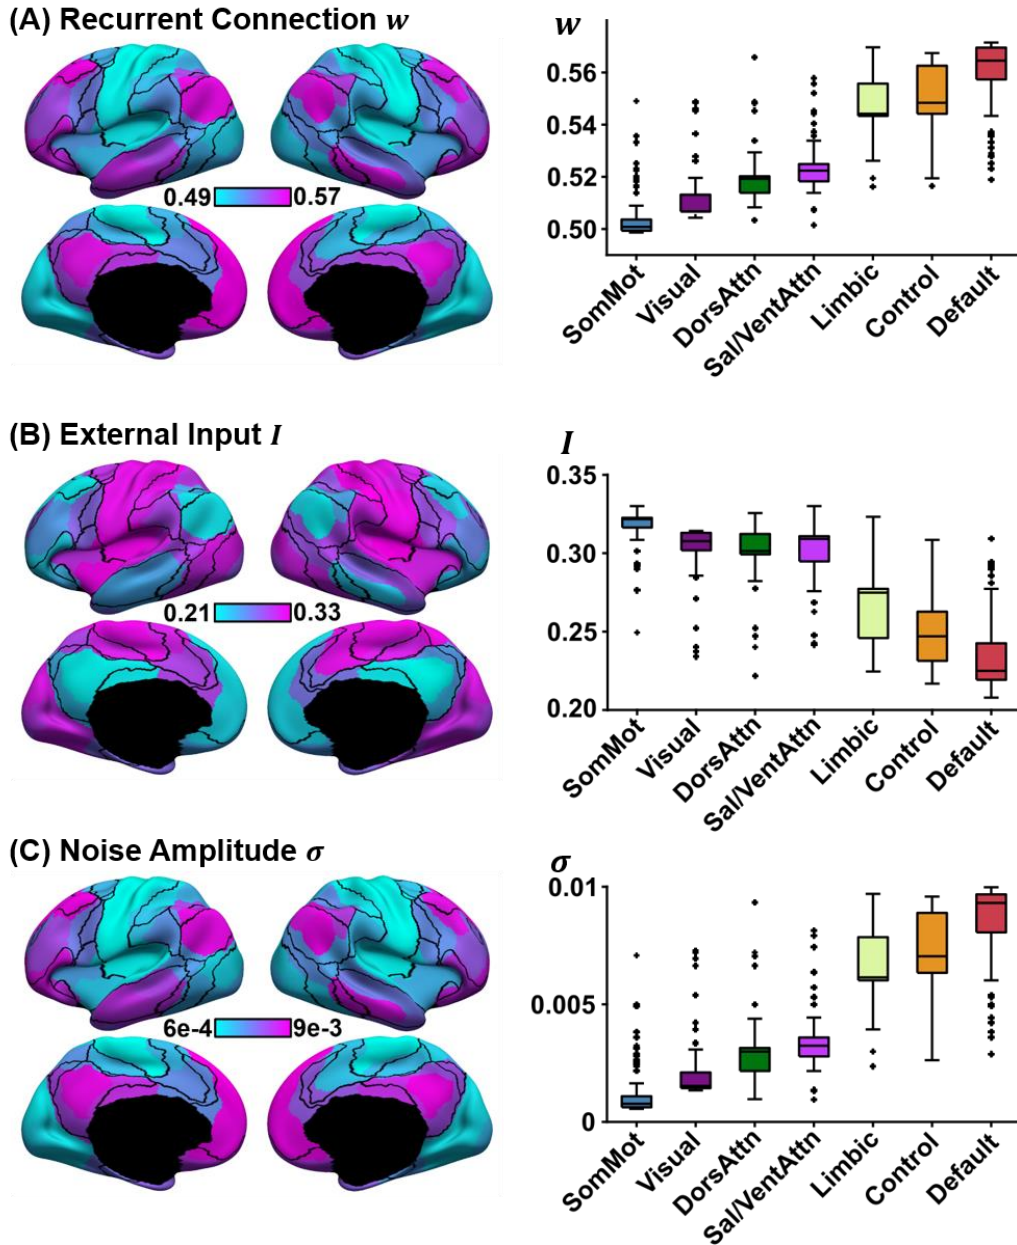 (A) Recurrent Connection w
w
0.56
0.54
0.52
0.50
0.49 0.57
SomMot
Visual
DorsAttn
Sal/VentAttn
Limbic
Control
Default
(B) External Input I
I
0.35
0.30
0.25
0.20
0.21 0.33
SomMot
Visual
DorsAttn
Sal/VentAttn
Limbic
Control
Default
(C) Noise Amplitude σ
σ
0.01
0.005
0
6e-4 9e-3
SomMot
Visual
DorsAttn
Sal/VentAttn
Limbic
Control
Default